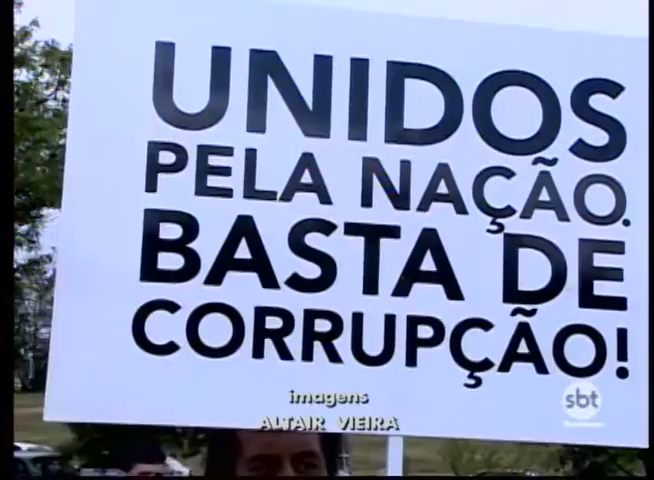 UNIDOS
PELA NAÇÃO.
BASTA DE
CORRUPÇÃO!
imagens
ALTAIR VIEIRA
sbt